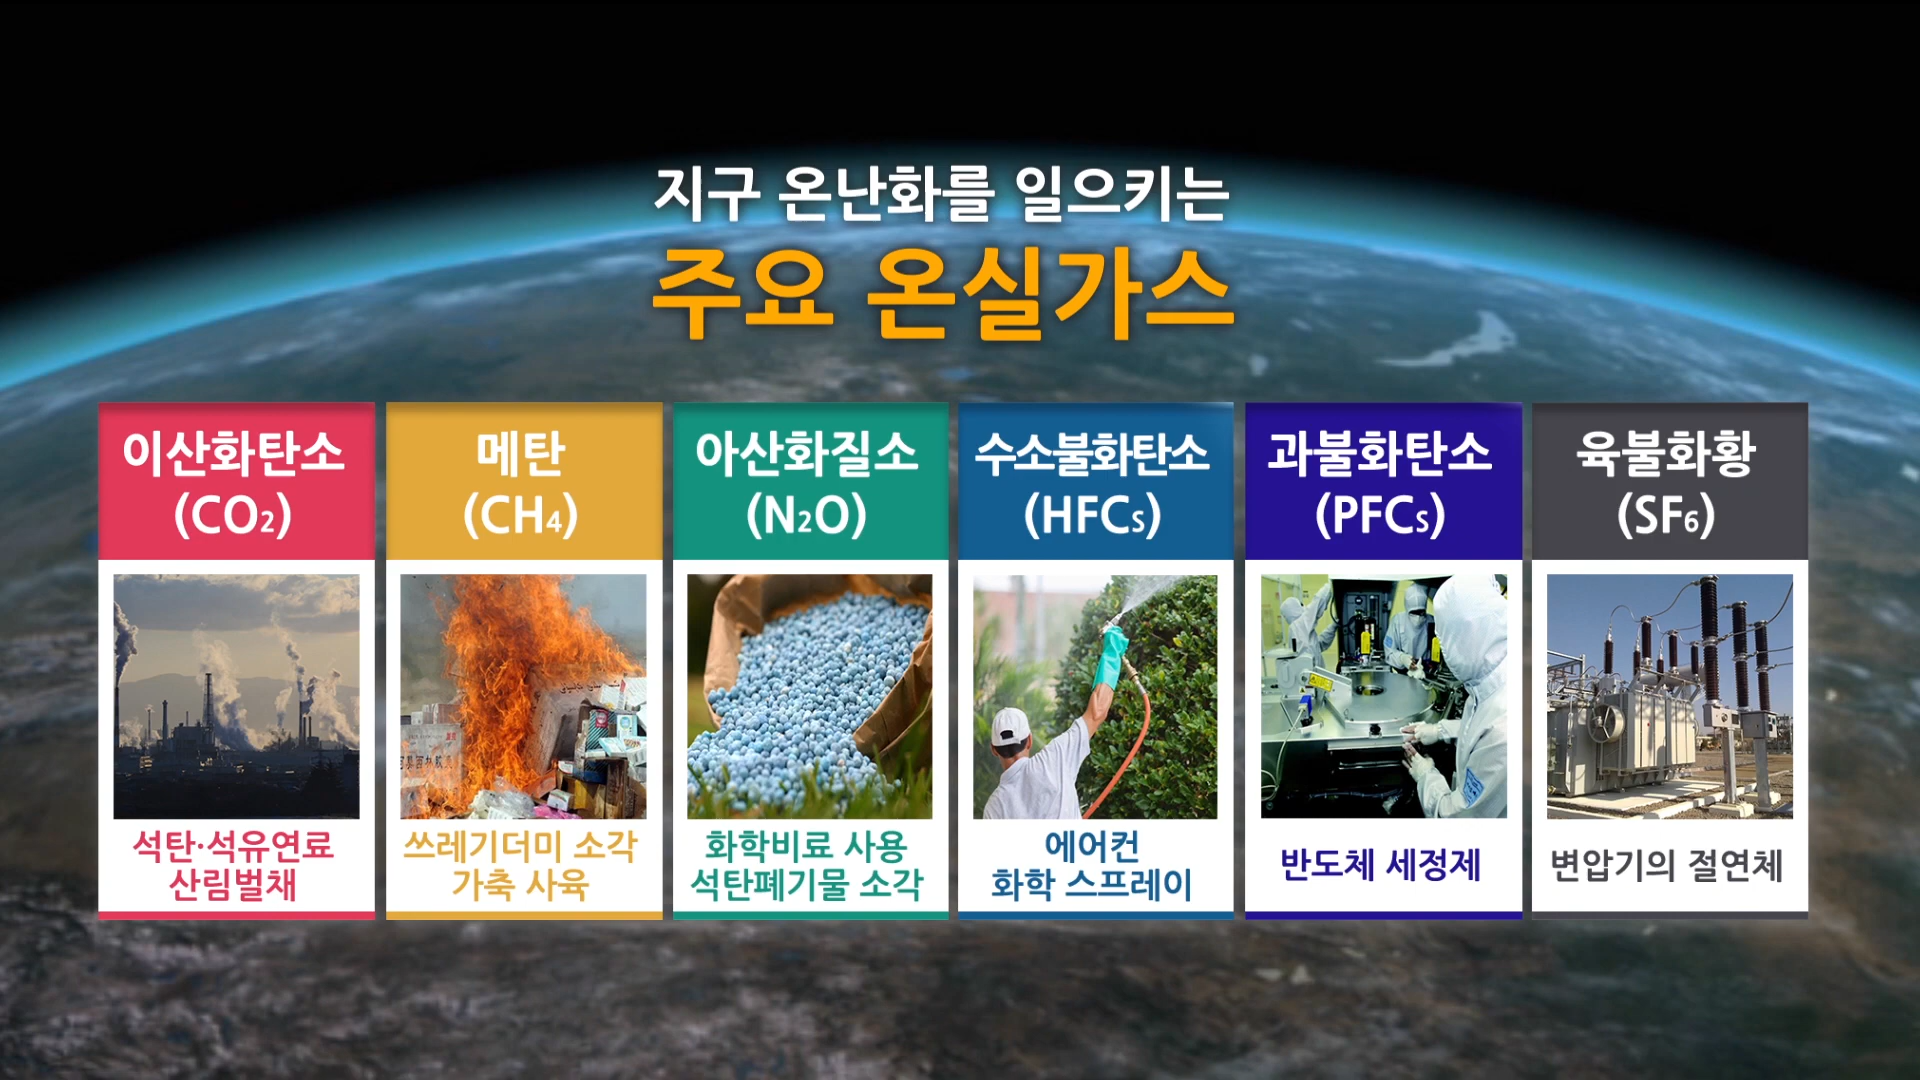 지구 온난화를 일으키는
주요 온실가스
이산화탄소
(CO₂)
석탄·석유연료
산림벌채
메탄
(CH₄)
쓰레기더미 소각
가축 사육
아산화질소
(N₂O)
화학비료 사용
석탄폐기물 소각
수소불화탄소
(HFCs)
에어컨
화학 스프레이
과불화탄소
(PFCs)
반도체 세정제
육불화황
(SF₆)
변압기의 절연체